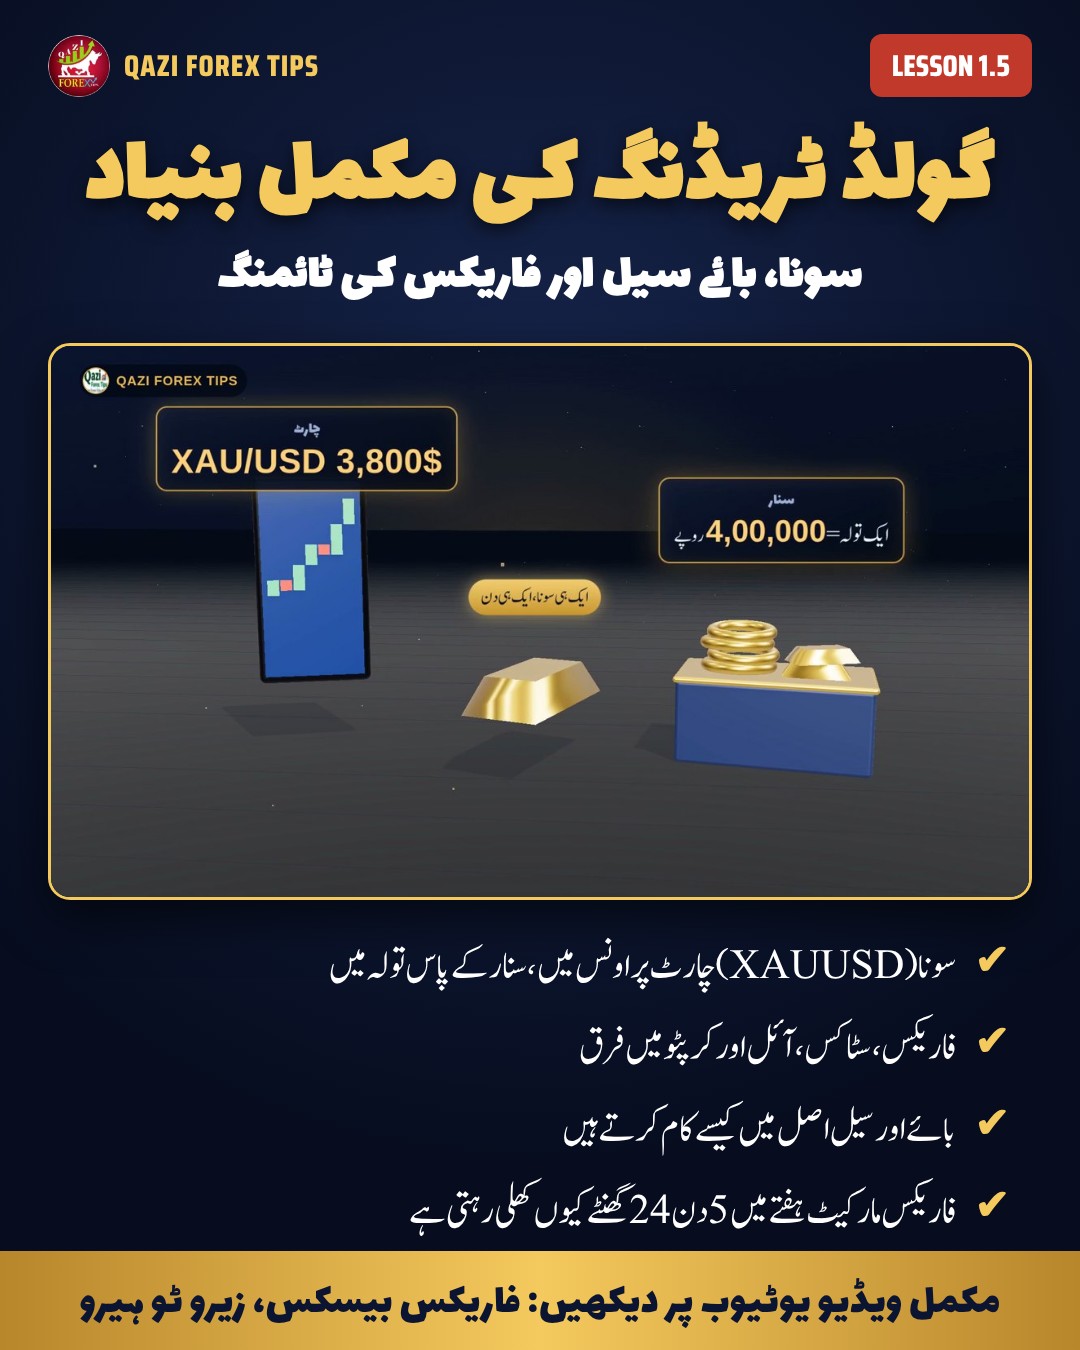 QAZI FOREX TIPS
LESSON 1.5
گولڈ ٹریڈنگ کی مکمل بنیاد
سونا، بائے سیل اور فاریکس کی ٹائمنگ
QAZI FOREX TIPS
چارٹ
XAU/USD 3,800$
سنار
ایک تولہ = 4,00,000 روپے
ایک ہی سونا، ایک ہی دن
✔ سونا (XAUUSD) چارٹ پر اونس میں، سنار کے پاس تولہ میں
✔ فاریکس، سٹاکس، آئل اور کرپٹو میں فرق
✔ بائے اور سیل اصل میں کیسے کام کرتے ہیں
✔ فاریکس مارکیٹ ہفتے میں 5 دن 24 گھنٹے کیوں کھلی رہتی ہے
مکمل ویڈیو یوٹیوب پر دیکھیں: فاریکس بیسکس، زیرو ٹو ہیرو